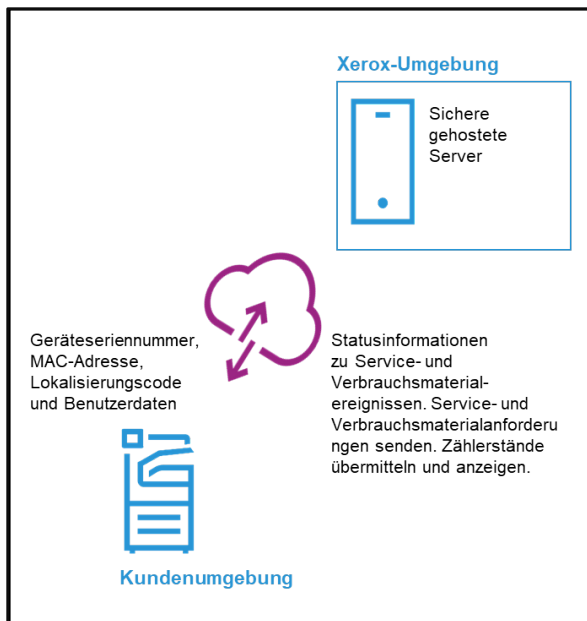 Xerox-Umgebung
Sichere
gehostete
Server
Geräteseriennummer,
MAC-Adresse,
Lokalisierungscode
und Benutzerdaten
Statusinformationen
zu Service- und
Verbrauchsmaterial-
ereignissen. Service- und
Verbrauchsmaterialanforderu
ngen senden. Zählerstände
übermitteln und anzeigen.
Kundenumgebung